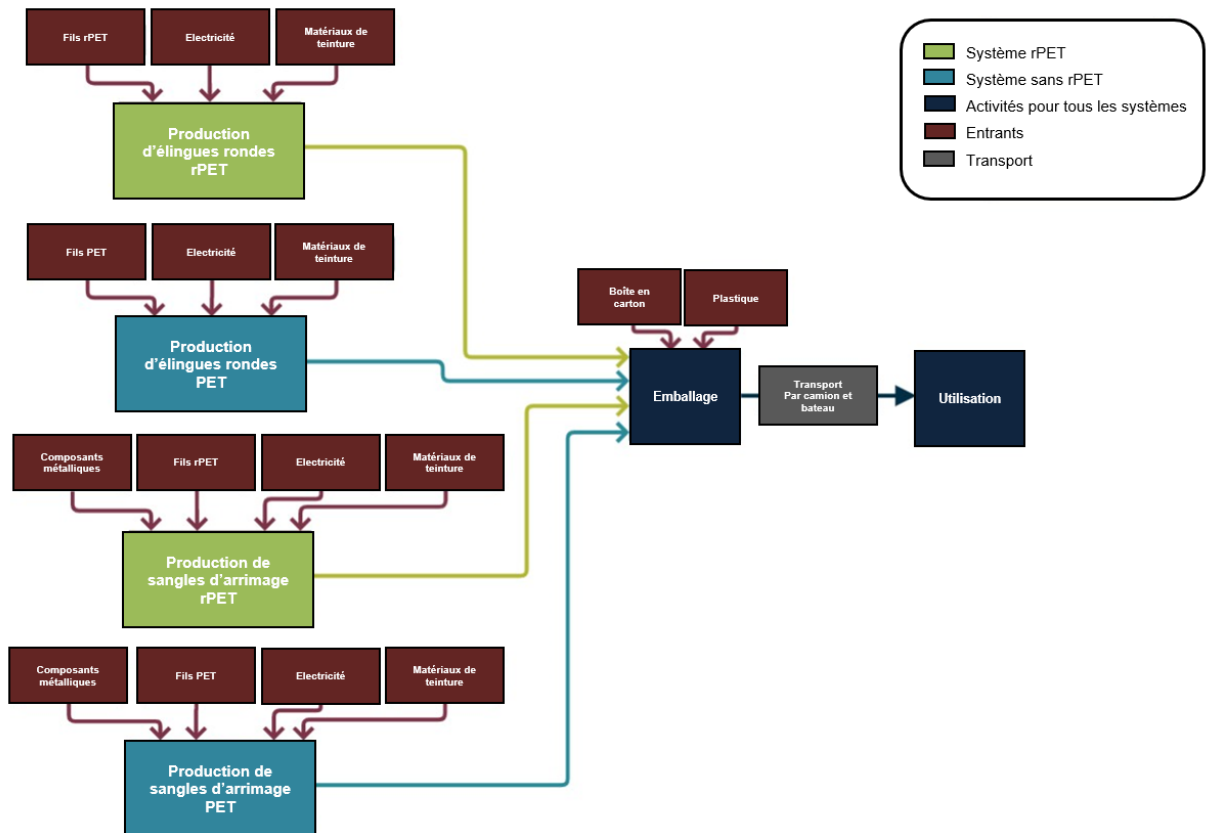 Fils rPET
Electricité
Matériaux de
teinture
Production
d'élingues rondes
rPET
Fils PET
Electricité
Matériaux de
teinture
Production
d'élingues rondes
PET
Composants
métalliques
Fils rPET
Electricité
Matériaux de
teinture
Production de
sangles d'arrimage
rPET
Composants
métalliques
Fils PET
Electricité
Matériaux de
teinture
Production de
sangles d'arrimage
PET
Boîte en
carton
Plastique
Emballage
Transport
Par camion et
bateau
Utilisation
Système rPET
Système sans rPET
Activités pour tous les systèmes
Entrants
Transport